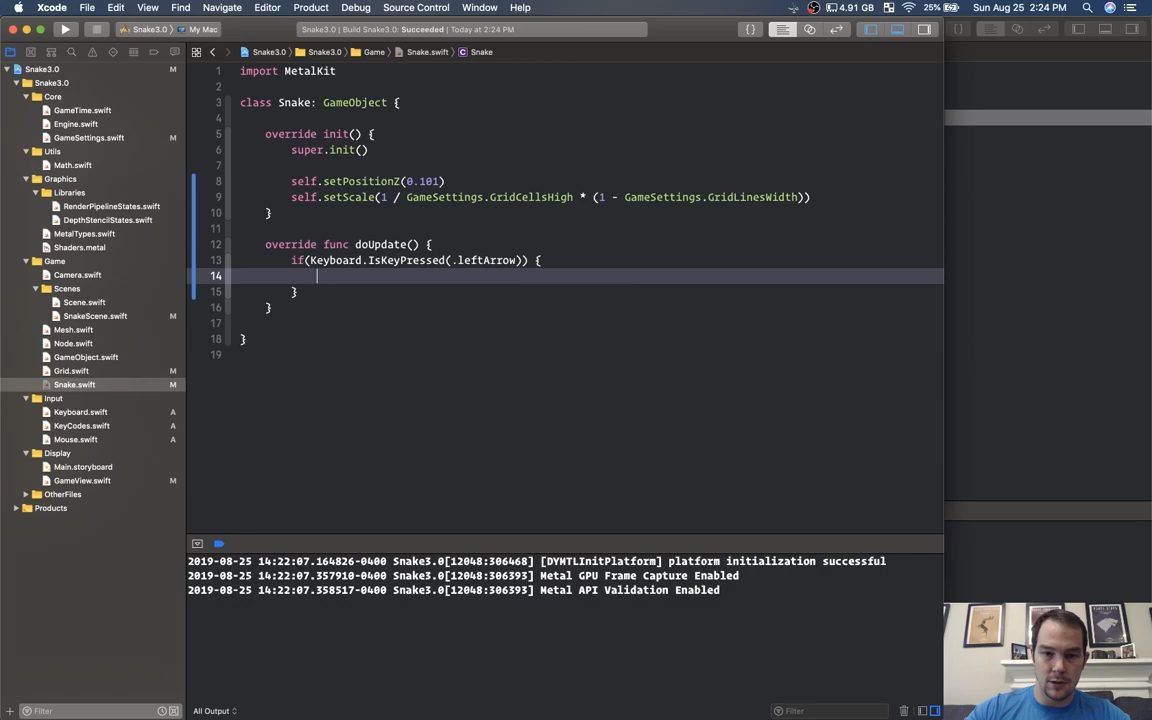 Xcode File Edit View Find Navigate Editor Product Debug Source Control Window Help 4.91 GB 25% Sun Aug 25 2:24 PM
Snake3.0 My Mac Snake3.0 | Build Snake3.0: Succeeded | Today at 2:24 PM
Snake3.0 Snake3.0 Game Snake.swift Snake
Snake3.0 M
Snake3.0
Core
GameTime.swift
Engine.swift
GameSettings.swift M
Utils
Math.swift
Graphics
Libraries
RenderPipelineStates.swift
DepthStencilStates.swift
MetalTypes.swift
Shaders.metal
Game
Camera.swift
Scenes
Scene.swift
SnakeScene.swift M
Mesh.swift
Node.swift
GameObject.swift
Grid.swift M
Snake.swift M
Input
Keyboard.swift A
KeyCodes.swift A
Mouse.swift A
Display
Main.storyboard
GameView.swift M
OtherFiles
Products
Filter
1 import MetalKit
2
3 class Snake: GameObject {
4
5 override init() {
6 super.init()
7
8 self.setPositionZ(0.101)
9 self.setScale(1 / GameSettings.GridCellsHigh * (1 - GameSettings.GridLinesWidth))
10 }
11
12 override func doUpdate() {
13 if(Keyboard.IsKeyPressed(.leftArrow)) {
14
15 }
16 }
17
18 }
19
2019-08-25 14:22:07.164826-0400 Snake3.0[12048:306468] [DYMTLInitPlatform] platform initialization successful
2019-08-25 14:22:07.357910-0400 Snake3.0[12048:306393] Metal GPU Frame Capture Enabled
2019-08-25 14:22:07.358517-0400 Snake3.0[12048:306393] Metal API Validation Enabled
All Output Filter